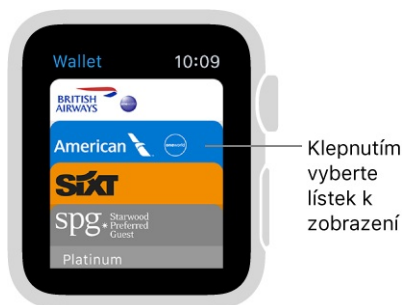 Wallet 10:09
BRITISH
AIRWAYS
American
SIXT
spg* Starwood
Preferred
Guest
Platinum
Klepnutím
vyberte
lístek k
zobrazení